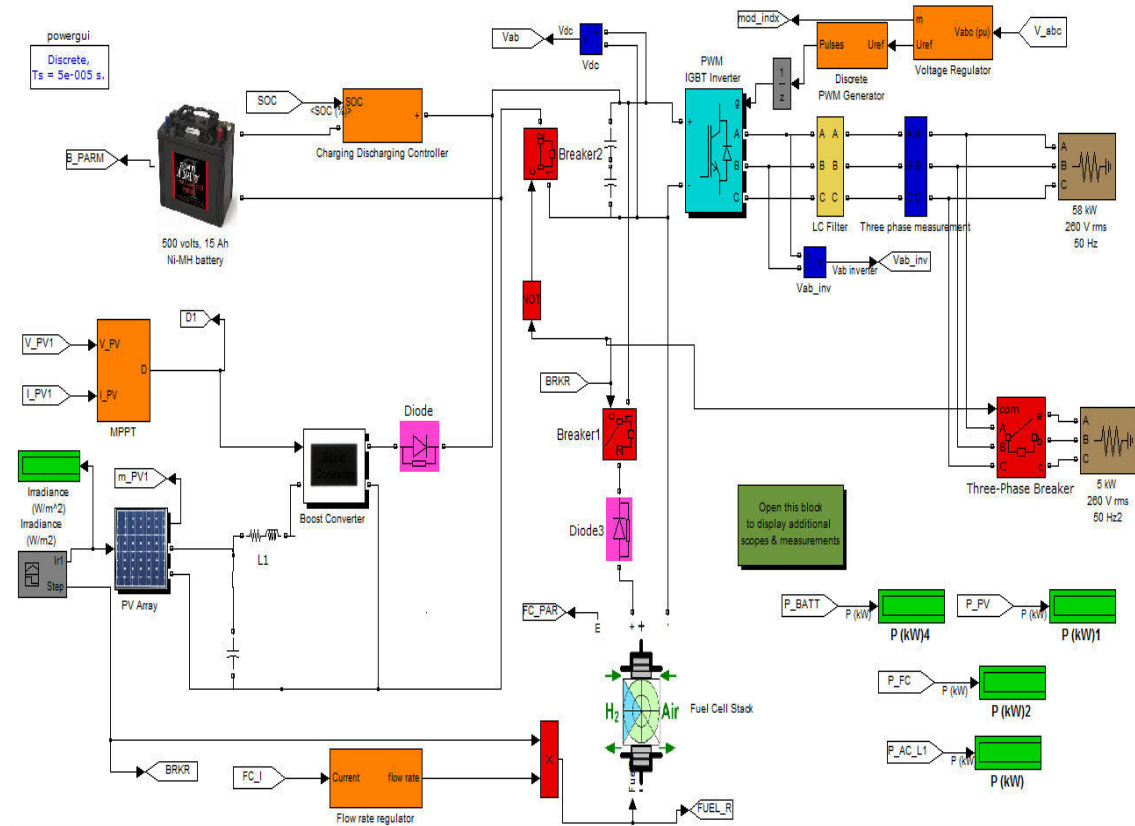 powergui
Discrete,
Ts = 5e-005 s.
SOC
SOC
<SOC (%)>
+
Charging Discharging Controller
B_PARM
500 volts, 15 Ah
Ni-MH battery
Vab
Vdc
Vdc
mod_indx
m
Vabc (pu)
Uref
Voltage Regulator
V_abc
Pulses
Uref
Discrete
PWM Generator
1
z
PWM
IGBT Inverter
g
+
-
A
B
C
Breaker2
A
B
C
A
B
C
LC Filter
A
B
C
A
B
C
Three phase measurement
A
B
C
58 kW
260 V rms
50 Hz
Vab inverter
Vab_inv
Vab_inv
NOT
D1
V_PV1
I_PV1
V_PV
I_PV
D
MPPT
BRKR
Breaker1
Diode
Boost Converter
Diode3
com
A
B
C
a
b
c
Three-Phase Breaker
A
B
C
5 kW
260 V rms
50 Hz2
Irradiance
(W/m^2)
Irradiance
(W/m2)
m_PV1
Ir1
Step
PV Array
L1
Open this block
to display additional
scopes & measurements
FC_PAR
E
+
-
H2
Air
Fuel Cell Stack
P_BATT
P (kW)
P (kW)4
P_PV
P (kW)
P (kW)1
P_FC
P (kW)
P (kW)2
P_AC_L1
P (kW)
P (kW)
BRKR
FC_I
Current
flow rate
Flow rate regulator
X
FUEL_R